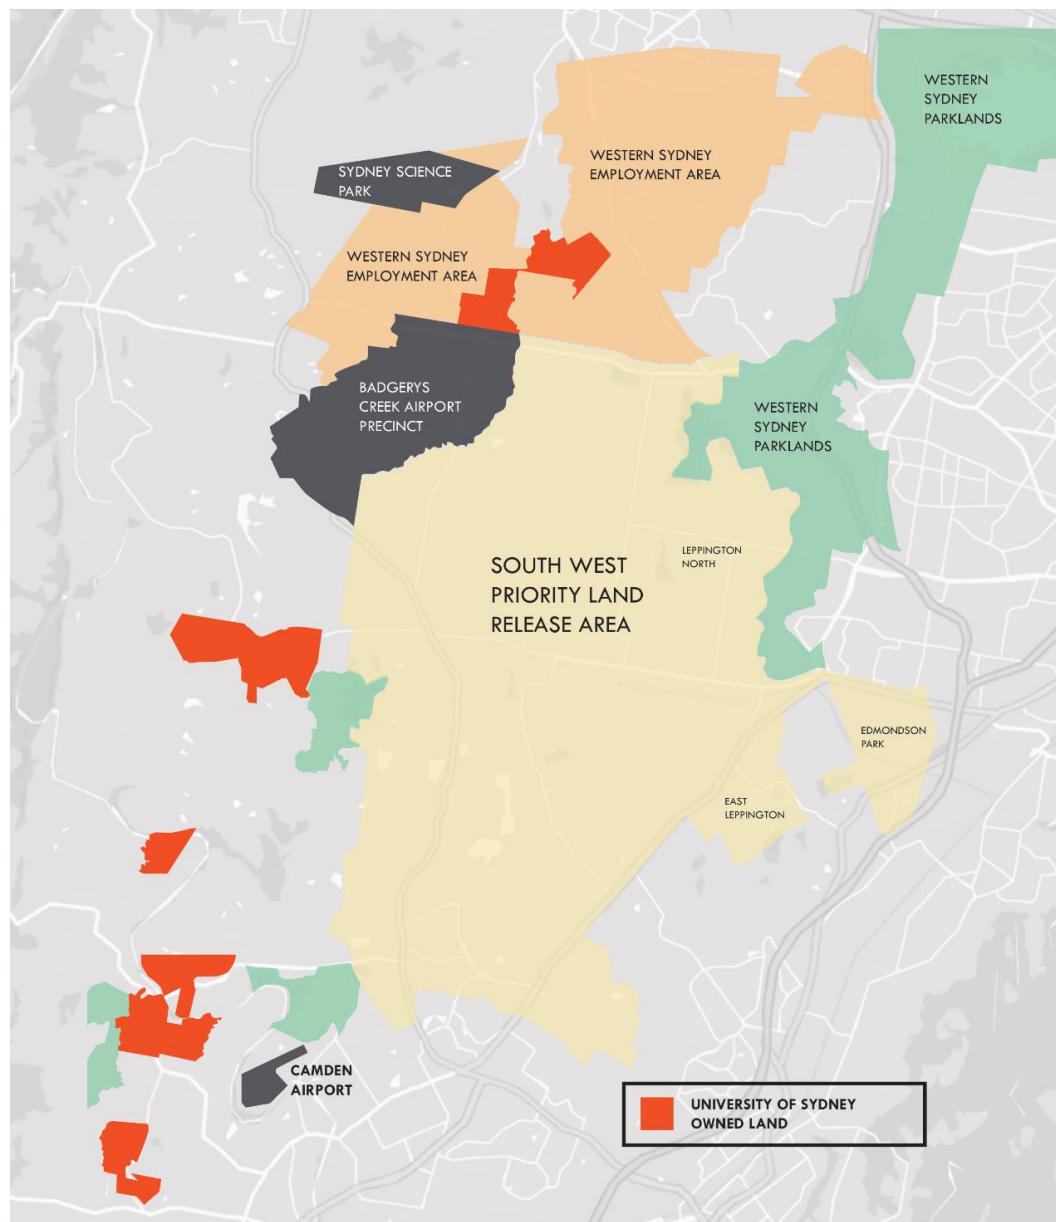 WESTERN
SYDNEY
PARKLANDS
WESTERN SYDNEY
EMPLOYMENT AREA
SYDNEY SCIENCE
PARK
WESTERN SYDNEY
EMPLOYMENT AREA
BADGERYS
CREEK AIRPORT
PRECINCT
WESTERN
SYDNEY
PARKLANDS
LEPPINGTON
NORTH
SOUTH WEST
PRIORITY LAND
RELEASE AREA
EDMONDSON
PARK
EAST
LEPPINGTON
CAMDEN
AIRPORT
UNIVERSITY OF SYDNEY
OWNED LAND